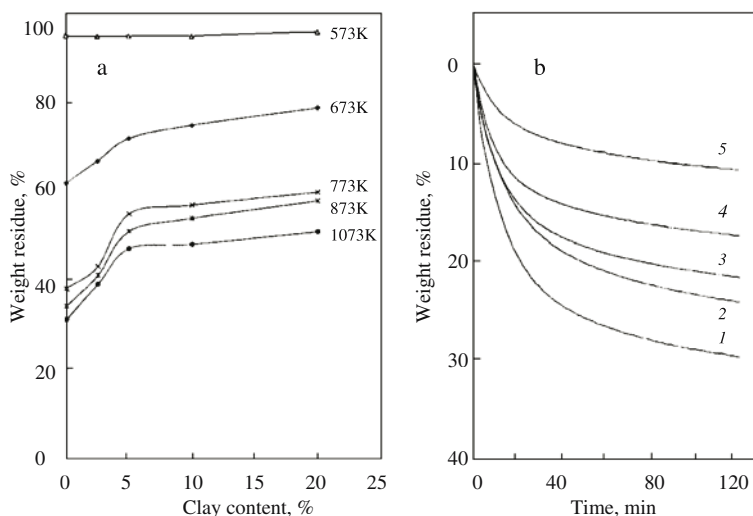 100
80
60
40
20
0
Weight residue, %
a
573K
673K
773K
873K
1073K
0 5 10 15 20 25
Clay content, %
0
10
20
30
40
Weight residue, %
b
5
4
3
2
1
0 40 80 120
Time, min